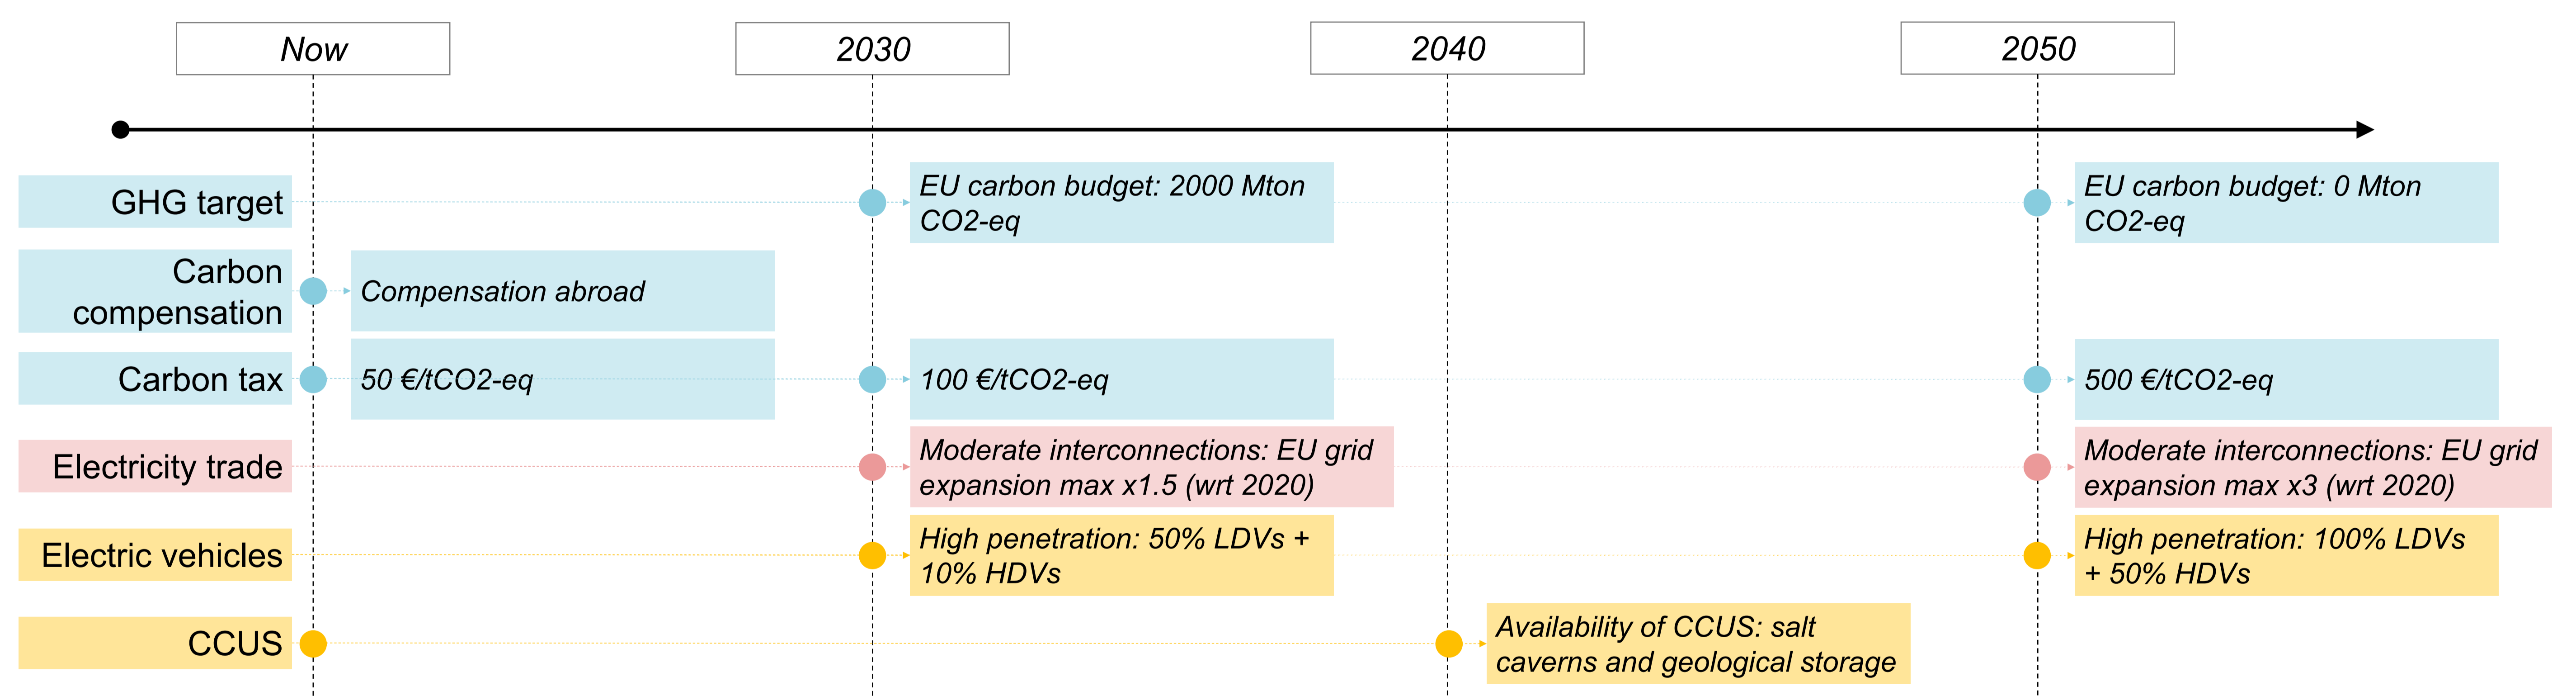 Now
2030
2040
2050
GHG target
EU carbon budget: 2000 Mton
CO2-eq
EU carbon budget: 0 Mton
CO2-eq
Carbon
compensation
Compensation abroad
Carbon tax
50 €/tCO2-eq
100 €/tCO2-eq
500 €/tCO2-eq
Electricity trade
Moderate interconnections: EU grid
expansion max x1.5 (wrt 2020)
Moderate interconnections: EU grid
expansion max x3 (wrt 2020)
Electric vehicles
High penetration: 50% LDVs +
10% HDVs
High penetration: 100% LDVs
+ 50% HDVs
CCUS
Availability of CCUS: salt
caverns and geological storage